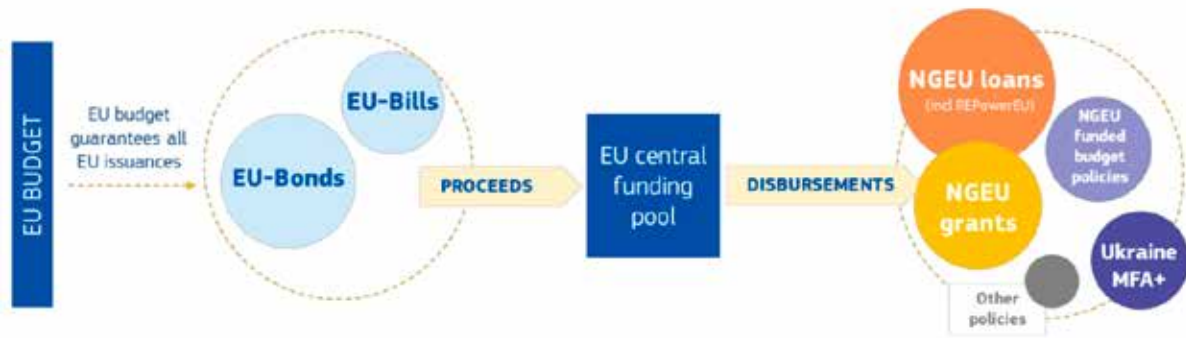 EU BUDGET
EU budget
guarantees all
EU issuances
EU-Bills
EU-Bonds
PROCEEDS
EU central
funding
pool
DISBURSEMENTS
NGEU loans
(incl REPowerEU)
NGEU
funded
budget
policies
NGEU
grants
Ukraine
MFA+
Other
policies